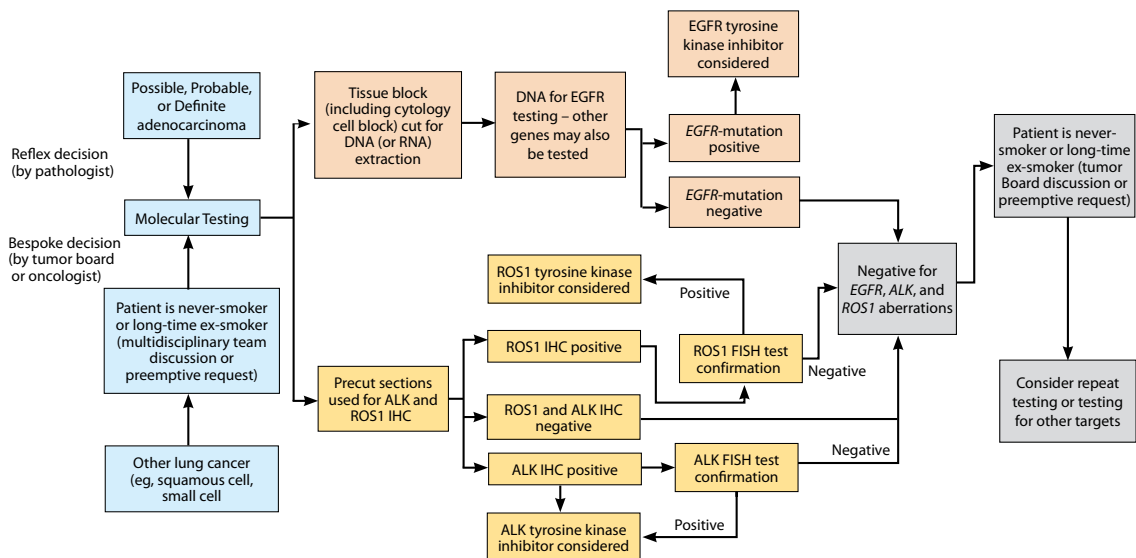 Possible, Probable,
or Definite
adenocarcinoma
Reflex decision
(by pathologist)
Molecular Testing
Bespoke decision
(by tumor board
or oncologist)
Patient is never-smoker
or long-time ex-smoker
(multidisciplinary team
discussion or
preemptive request)
Other lung cancer
(eg, squamous cell,
small cell
Tissue block
(including cytology
cell block) cut for
DNA (or RNA)
extraction
DNA for EGFR
testing – other
genes may also
be tested
EGFR tyrosine
kinase inhibitor
considered
EGFR-mutation
positive
EGFR-mutation
negative
Precut sections
used for ALK and
ROS1 IHC
ROS1 tyrosine kinase
inhibitor considered
Positive
ROS1 IHC positive
ROS1 FISH test
confirmation
Negative
ROS1 and ALK IHC
negative
ALK IHC positive
ALK FISH test
confirmation
Negative
Positive
ALK tyrosine kinase
inhibitor considered
Negative for
EGFR, ALK, and
ROS1 aberrations
Patient is never-
smoker or long-time
ex-smoker (tumor
Board discussion or
preemptive request)
Consider repeat
testing or testing
for other targets